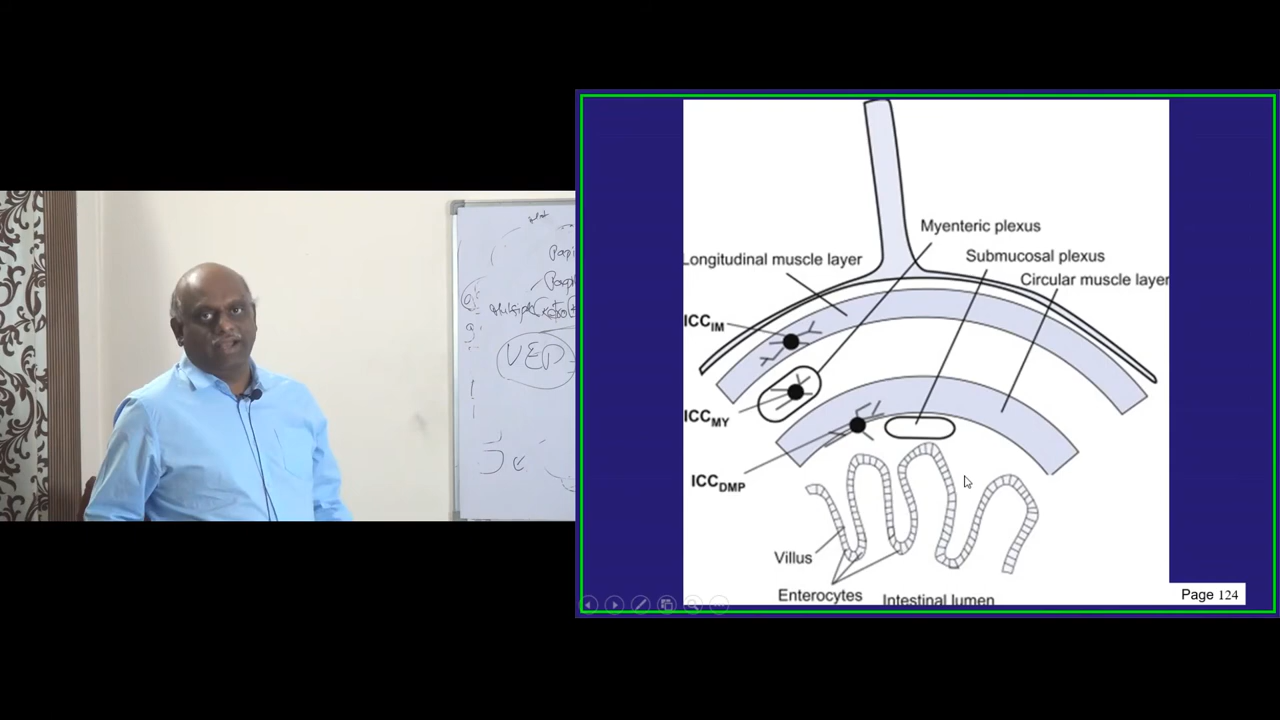 VEP
Myenteric plexus
Submucosal plexus
Longitudinal muscle layer
Circular muscle layer
ICCIM
ICCMY
ICCDMP
Villus
Enterocytes
Intestinal lumen
Page 124